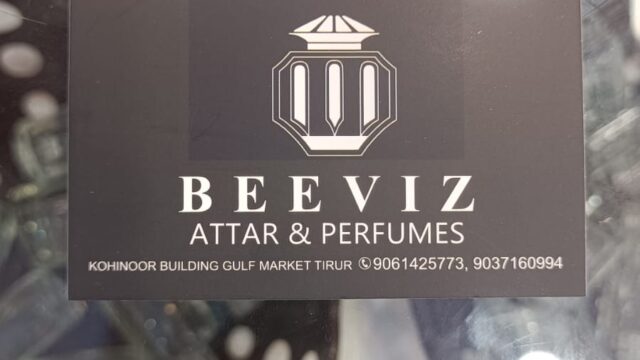 BEEVIZ
ATTAR & PERFUMES
KOHINOOR BUILDING GULF MARKET TIRUR 9061425773, 9037160994